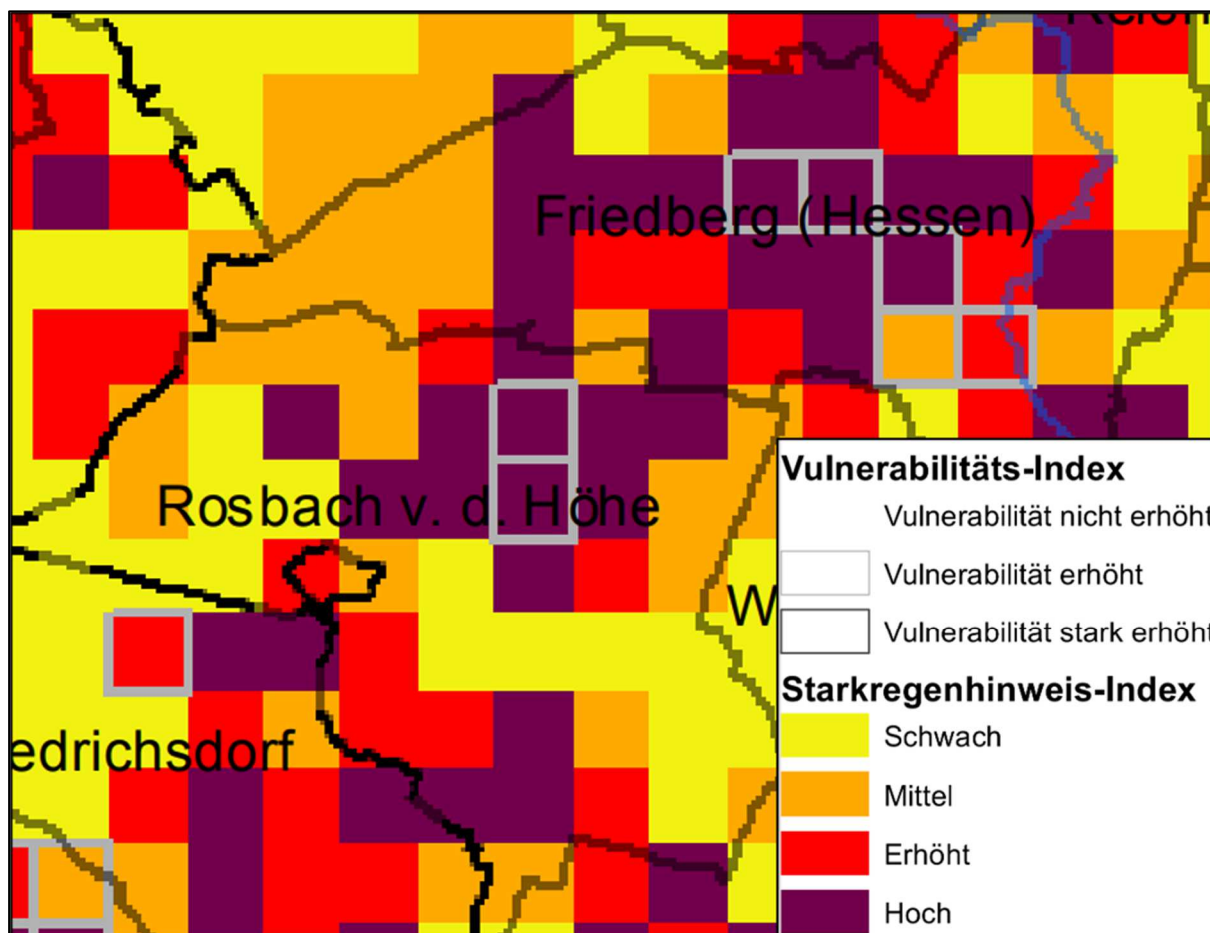 Friedberg (Hessen)
Rosbach v. d. Höhe
W
edrichsdorf
Vulnerabilitäts-Index
Vulnerabilität nicht erhöht
Vulnerabilität erhöht
Vulnerabilität stark erhöht
Starkregenhinweis-Index
Schwach
Mittel
Erhöht
Hoch